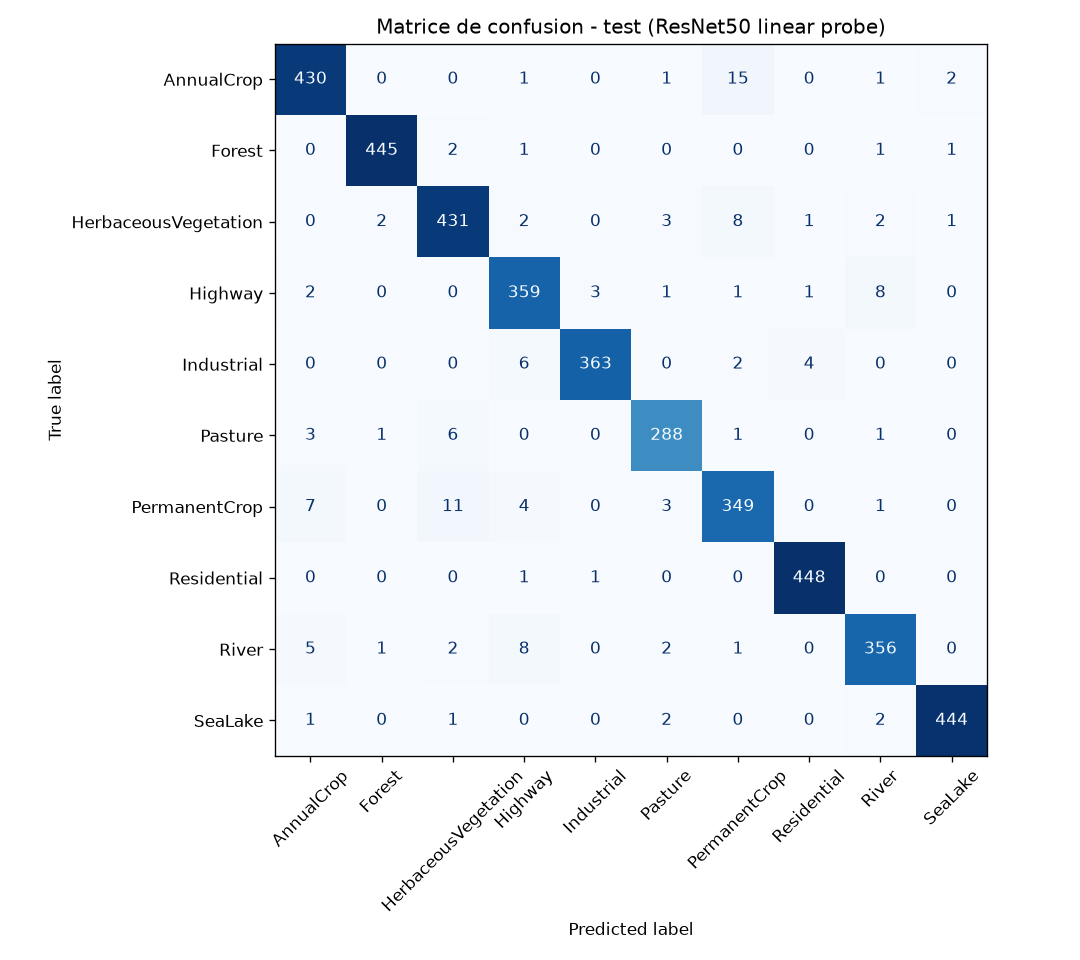 Matrice de confusion - test (ResNet50 linear probe)
True label
AnnualCrop 430 0 0 1 0 1 15 0 1 2
Forest 0 445 2 1 0 0 0 0 1 1
HerbaceousVegetation 0 2 431 2 0 3 8 1 2 1
Highway 2 0 0 359 3 1 1 1 8 0
Industrial 0 0 0 6 363 0 2 4 0 0
Pasture 3 1 6 0 0 288 1 0 1 0
PermanentCrop 7 0 11 4 0 3 349 0 1 0
Residential 0 0 0 1 1 0 0 448 0 0
River 5 1 2 8 0 2 1 0 356 0
SeaLake 1 0 1 0 0 2 0 0 2 444
AnnualCrop Forest HerbaceousVegetation Highway Industrial Pasture PermanentCrop Residential River SeaLake
Predicted label